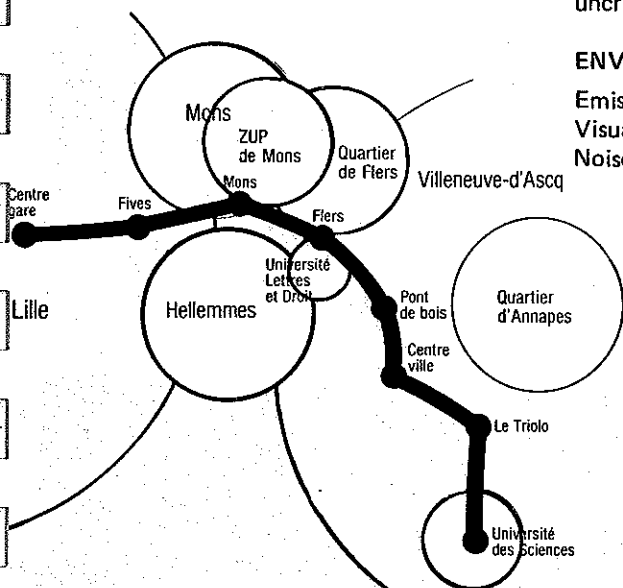 ENV
Emis
Visua
Noise
Mons
ZUP
de Mons
Quartier
de Flers
Villeneuve-d'Ascq
Centre
gare
Fives
Mons
Flers
Université
Lettres
et Droit
Lille
Hellemmes
Pont
de bois
Quartier
d'Annapes
Centre
ville
Le Triolo
Université
des Sciences